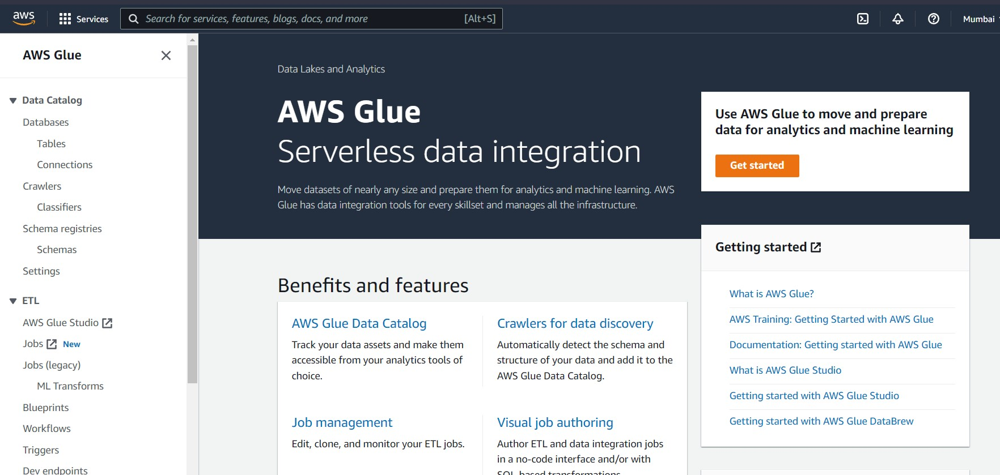 aws
Services
Search for services, features, blogs, docs, and more
[Alt+S]
Mumbai
AWS Glue
Data Catalog
Databases
Tables
Connections
Crawlers
Classifiers
Schema registries
Schemas
Settings
ETL
AWS Glue Studio
Jobs New
Jobs (legacy)
ML Transforms
Blueprints
Workflows
Triggers
Dev endpoints
Data Lakes and Analytics
AWS Glue
Serverless data integration
Move datasets of nearly any size and prepare them for analytics and machine learning. AWS
Glue has data integration tools for every skillset and manages all the infrastructure.
Use AWS Glue to move and prepare
data for analytics and machine learning
Get started
Benefits and features
AWS Glue Data Catalog
Track your data assets and make them
accessible from your analytics tools of
choice.
Crawlers for data discovery
Automatically detect the schema and
structure of your data and add it to the
AWS Glue Data Catalog.
Job management
Edit, clone, and monitor your ETL jobs.
Visual job authoring
Author ETL and data integration jobs
in a no-code interface and/or with
SQL-based transformations.
Getting started
What is AWS Glue?
AWS Training: Getting Started with AWS Glue
Documentation: Getting started with AWS Glue
What is AWS Glue Studio
Getting started with AWS Glue Studio
Getting started with AWS Glue DataBrew